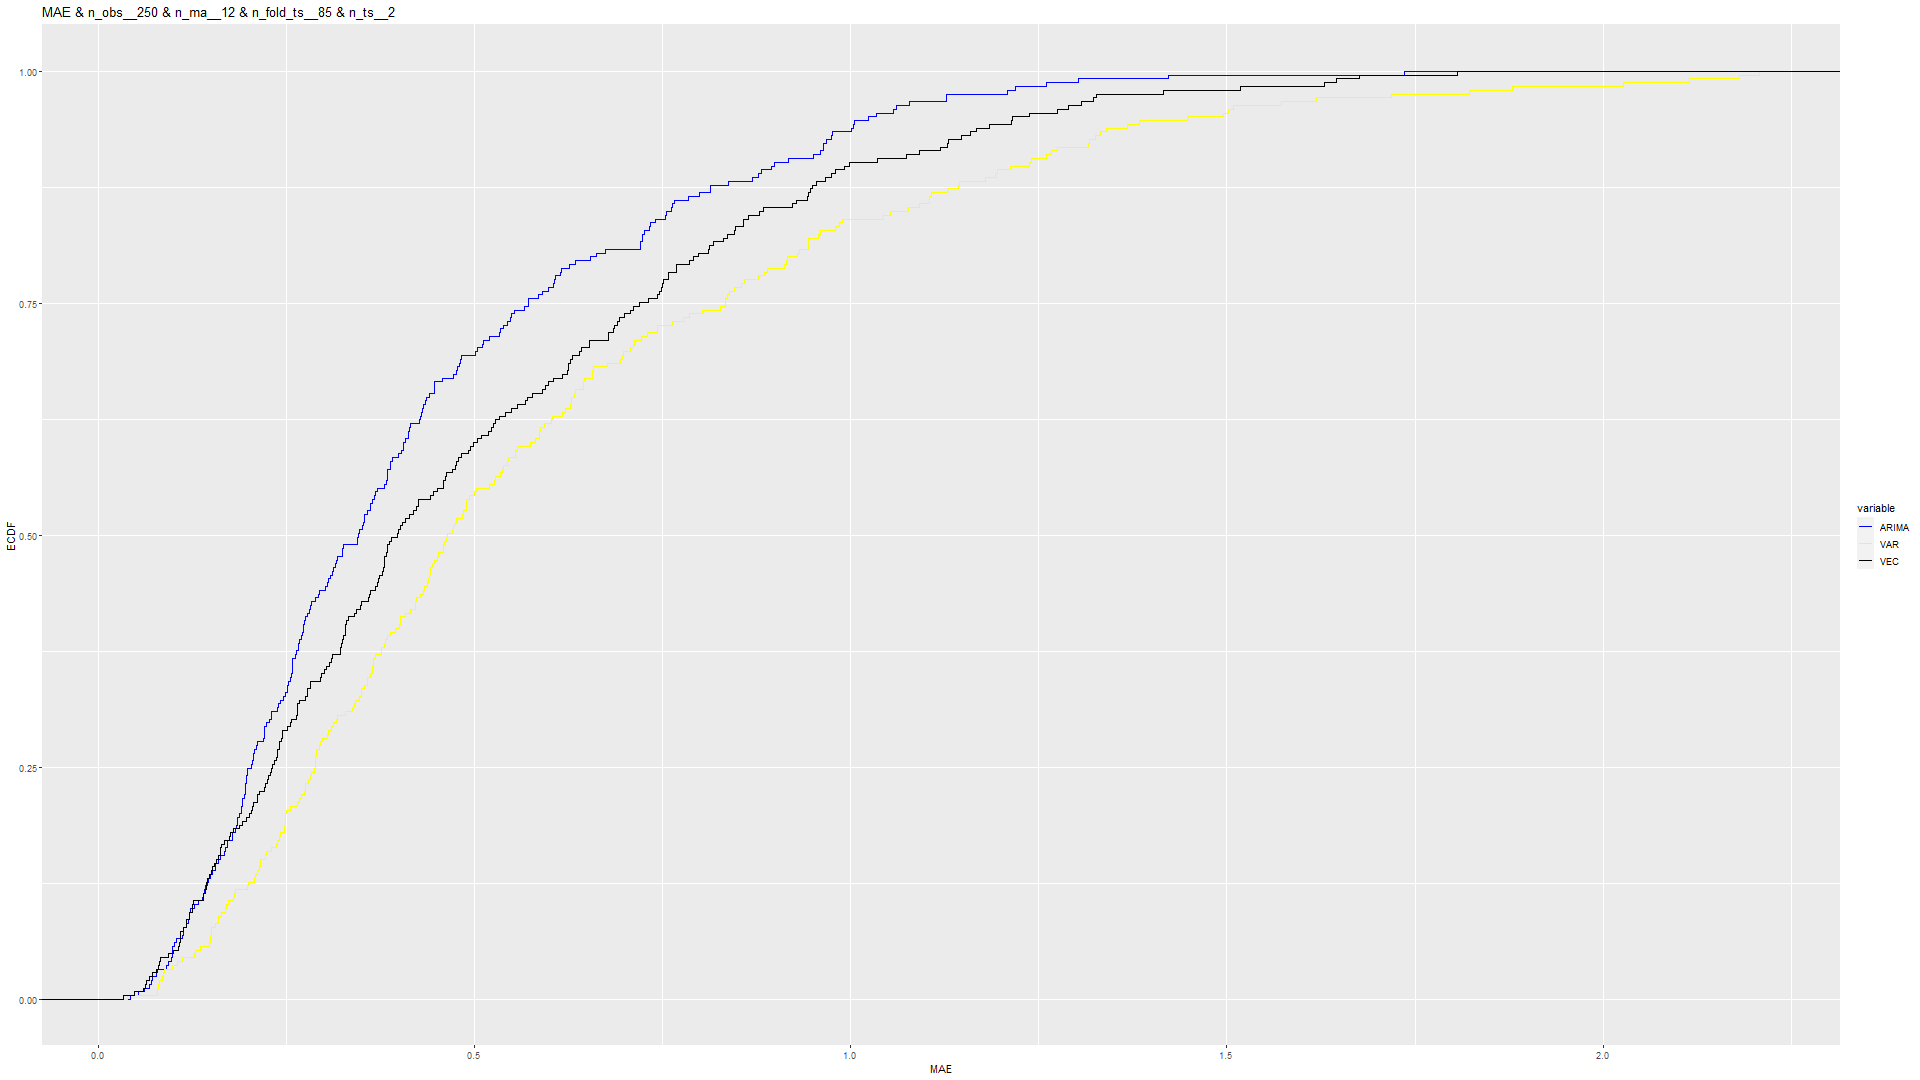 MAE & n_obs__250 & n_ma__12 & n_fold_ts__85 & n_ts__2
1.00
0.75
0.50
0.25
0.00
ECDF
0.0
0.5
1.0
1.5
2.0
MAE
variable
ARIMA
VAR
VEC